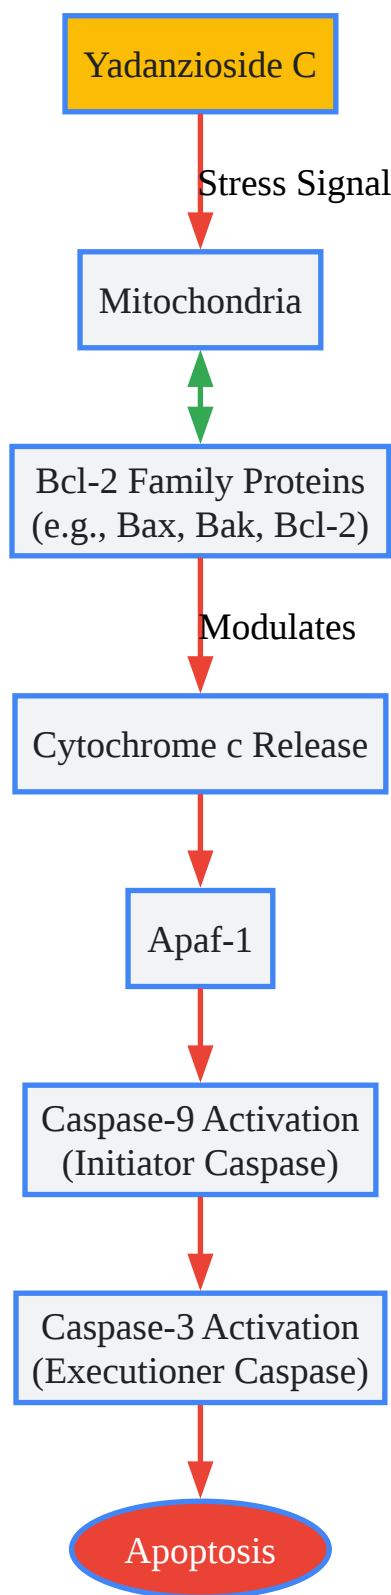 Yadanzioside C
Stress Signal
Mitochondria
Bcl-2 Family Proteins
(e.g., Bax, Bak, Bcl-2)
Modulates
Cytochrome c Release
Apaf-1
Caspase-9 Activation
(Initiator Caspase)
Caspase-3 Activation
(Executioner Caspase)
Apoptosis